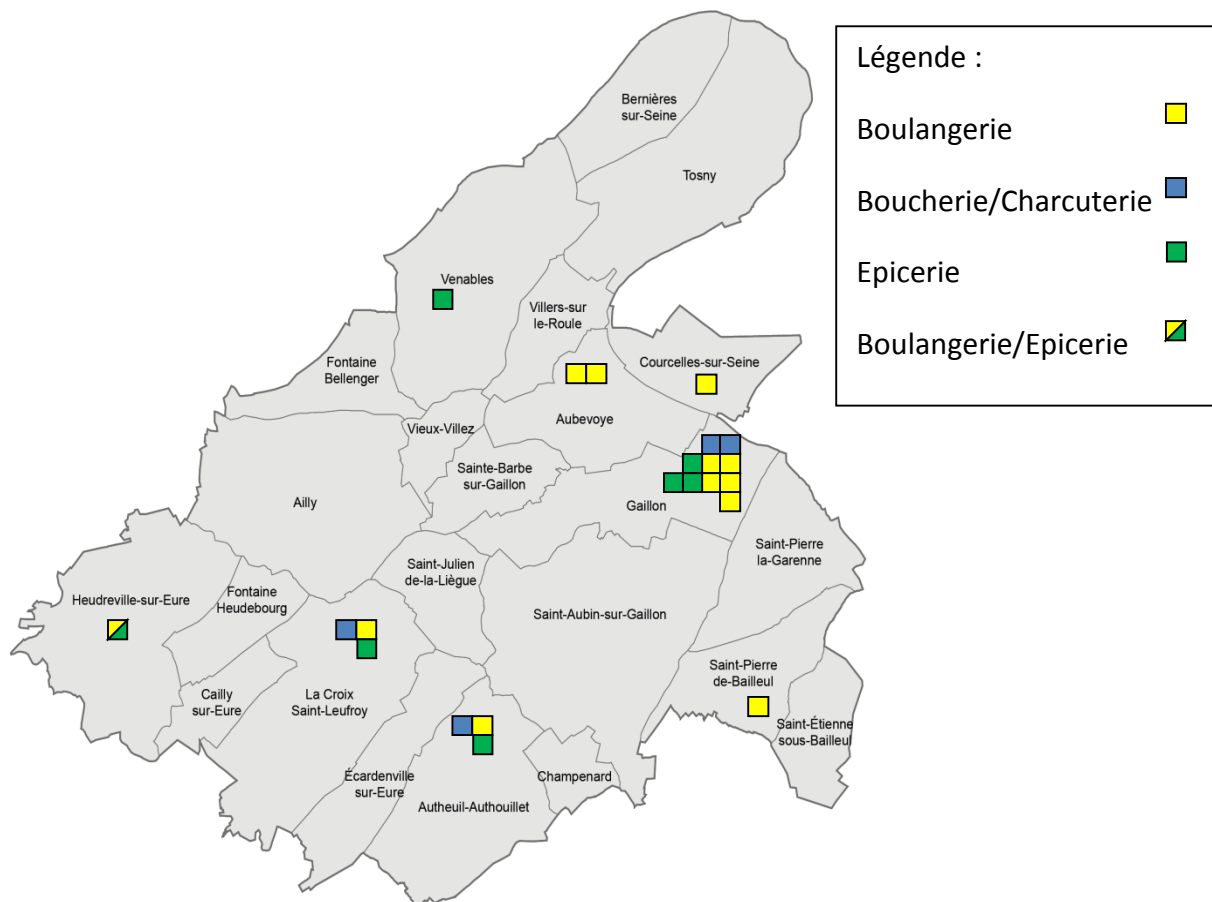 Légende :
Boulangerie
Boucherie/Charcuterie
Epicerie
Boulangerie/Epicerie
Bernières
sur-Seine
Tosny
Venables
Villers-sur
le-Roule
Fontaine
Bellenger
Courcelles-sur-Seine
Aubevoye
Vieux-Villez
Sainte-Barbe
sur-Gaillon
Ailly
Gaillon
Saint-Pierre
la-Garenne
Saint-Julien
de-la-Liègue
Fontaine
Heudebourg
Heudreville-sur-Eure
Saint-Aubin-sur-Gaillon
Saint-Pierre
de-Bailleul
Cailly
sur-Eure
La Croix
Saint-Leufroy
Saint-Étienne
sous-Bailleul
Écardenville
sur-Eure
Champenard
Autheuil-Authouillet